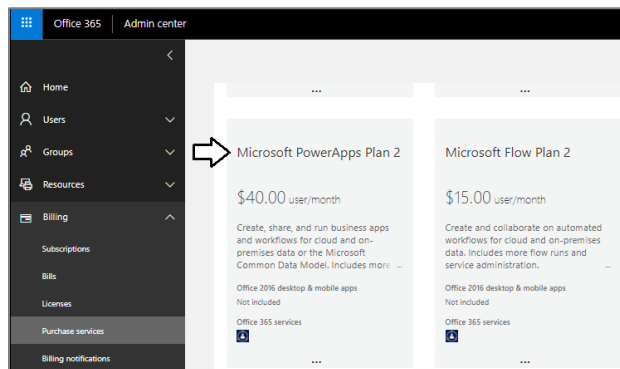 Office 365 Admin center
Home
Users
Groups
Resources
Billing
Subscriptions
Bills
Licenses
Purchase services
Billing notifications
...
Microsoft PowerApps Plan 2
$40.00 user/month
Create, share, and run business apps
and workflows for cloud and on-
premises data or the Microsoft
Common Data Model. Includes more ...
Office 2016 desktop & mobile apps
Not included
Office 365 services
...
...
Microsoft Flow Plan 2
$15.00 user/month
Create and collaborate on automated
workflows for cloud and on-premises
data. Includes more flow runs and
service administration. ...
Office 2016 desktop & mobile apps
Not included
Office 365 services
...